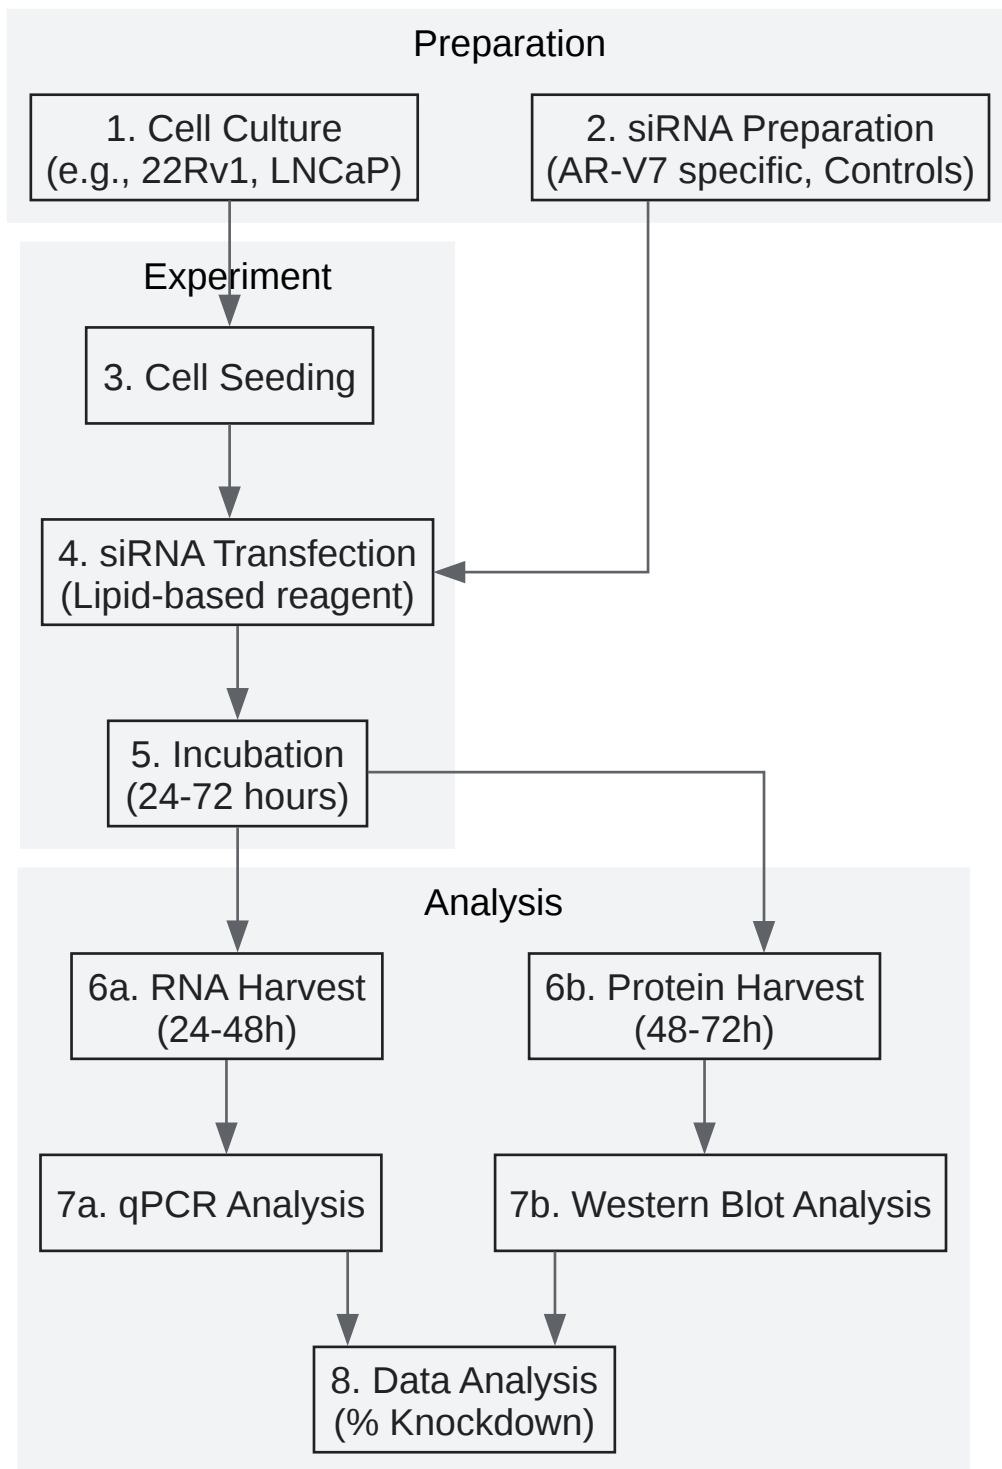 Preparation
1. Cell Culture
(e.g., 22Rv1, LNCaP)
2. siRNA Preparation
(AR-V7 specific, Controls)
Experiment
3. Cell Seeding
4. siRNA Transfection
(Lipid-based reagent)
5. Incubation
(24-72 hours)
Analysis
6a. RNA Harvest
(24-48h)
6b. Protein Harvest
(48-72h)
7a. qPCR Analysis
7b. Western Blot Analysis
8. Data Analysis
(% Knockdown)